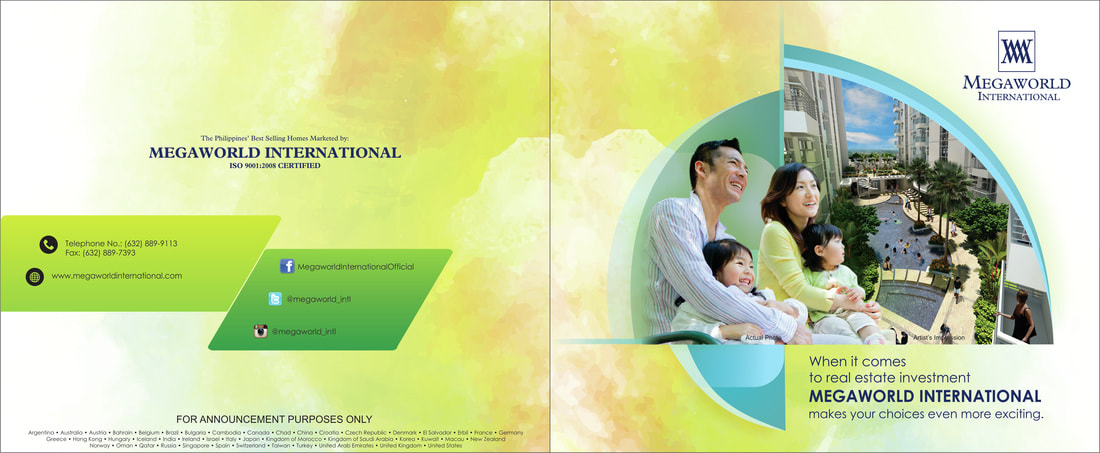 The Philippines' Best Selling Homes Marketed by:
MEGAWORLD INTERNATIONAL
ISO 9001:2008 CERTIFIED
Telephone No.: (632) 889-9113
Fax: (632) 889-7393
www.megaworldinternational.com
MegaworldInternationalOfficial
@megaworld_intl
@megaworld_intl
FOR ANNOUNCEMENT PURPOSES ONLY
Argentina • Australia • Austria • Bahrain • Belgium • Brazil • Bulgaria • Cambodia • Canada • Chad • China • Croatia • Czech Republic • Denmark • El Salvador • Erbil • France • Germany
Greece • Hong Kong • Hungary • Iceland • India • Ireland • Israel • Italy • Japan • Kingdom of Morocco • Kingdom of Saudi Arabia • Korea • Kuwait • Macau • New Zealand
Norway • Oman • Qatar • Russia • Singapore • Spain • Switzerland • Taiwan • Turkey • United Arab Emirates • United Kingdom • United States
MEGAWORLD
INTERNATIONAL
Actual Photo
Artist's Impression
When it comes
to real estate investment
MEGAWORLD INTERNATIONAL
makes your choices even more exciting.